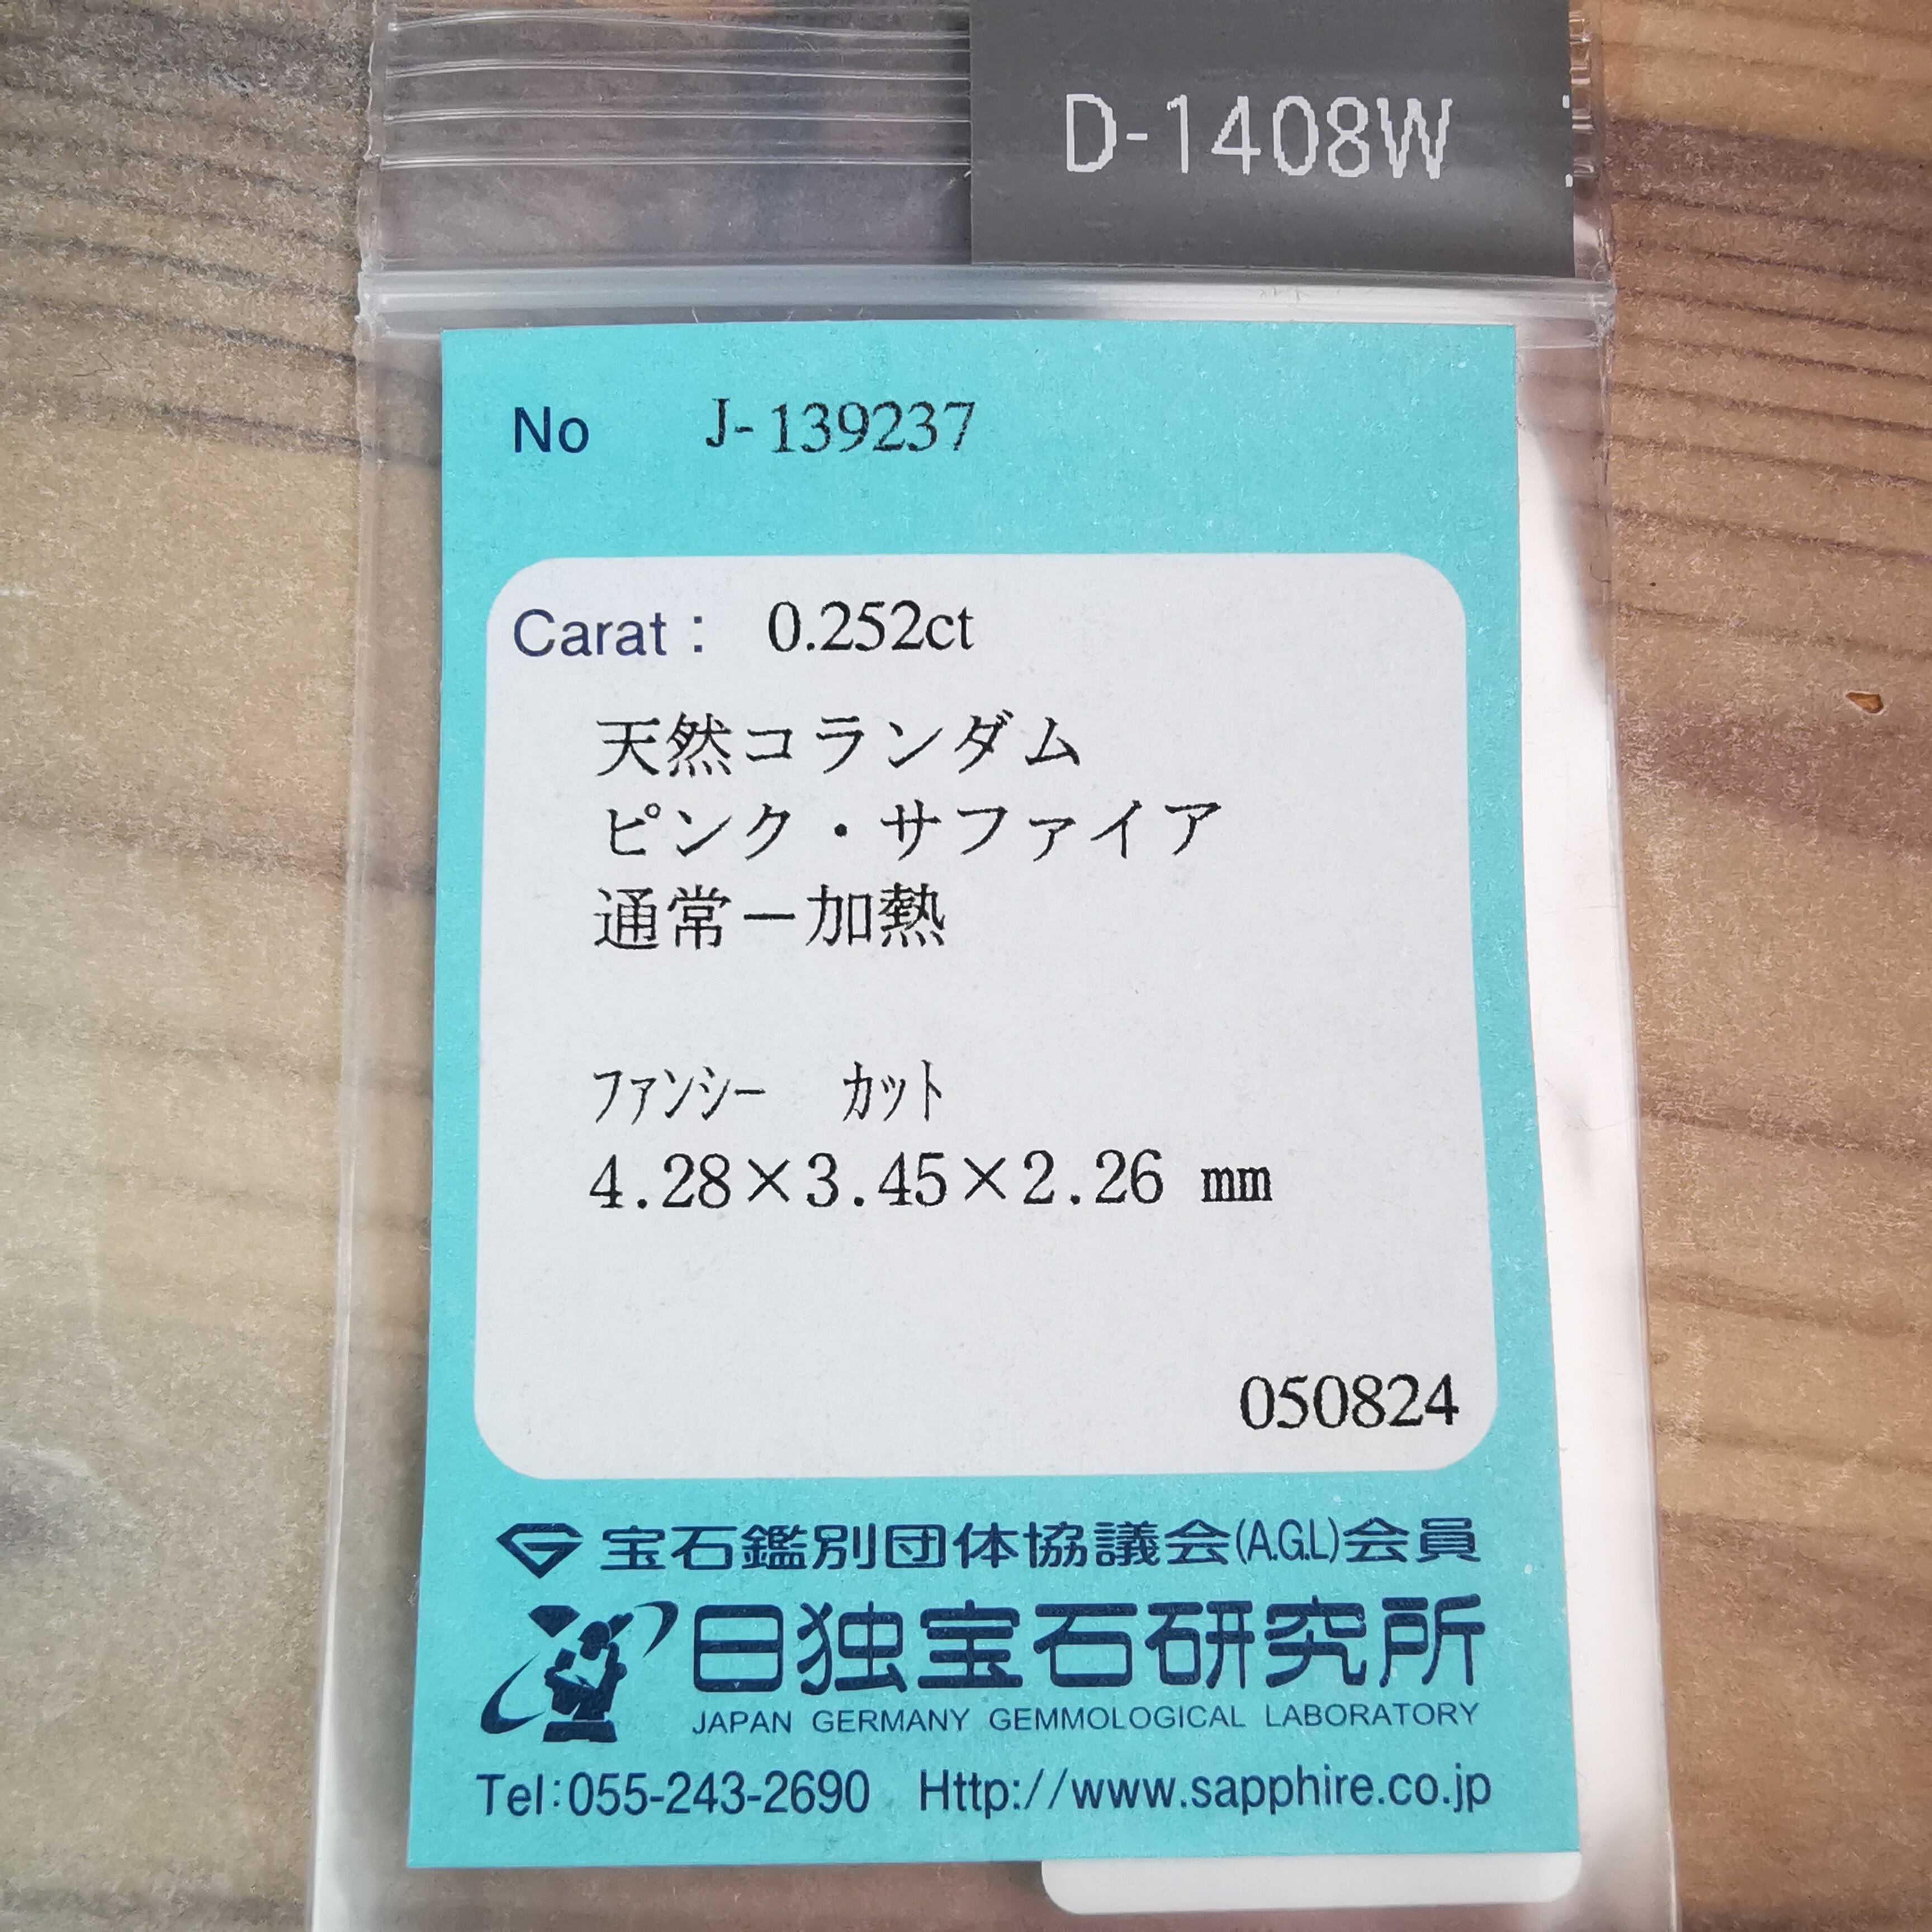 D-1408W
No J-139237
Carat : 0.252ct
天然コランダム
ピンク・サファイア
通常－加熱
ﾌｧﾝｼｰ ｶｯﾄ
4.28×3.45×2.26 mm
050824
宝石鑑別団体協議会(A.G.L)会員
日独宝石研究所
JAPAN GERMANY GEMMOLOGICAL LABORATORY
Tel:055-243-2690 Http://www.sapphire.co.jp